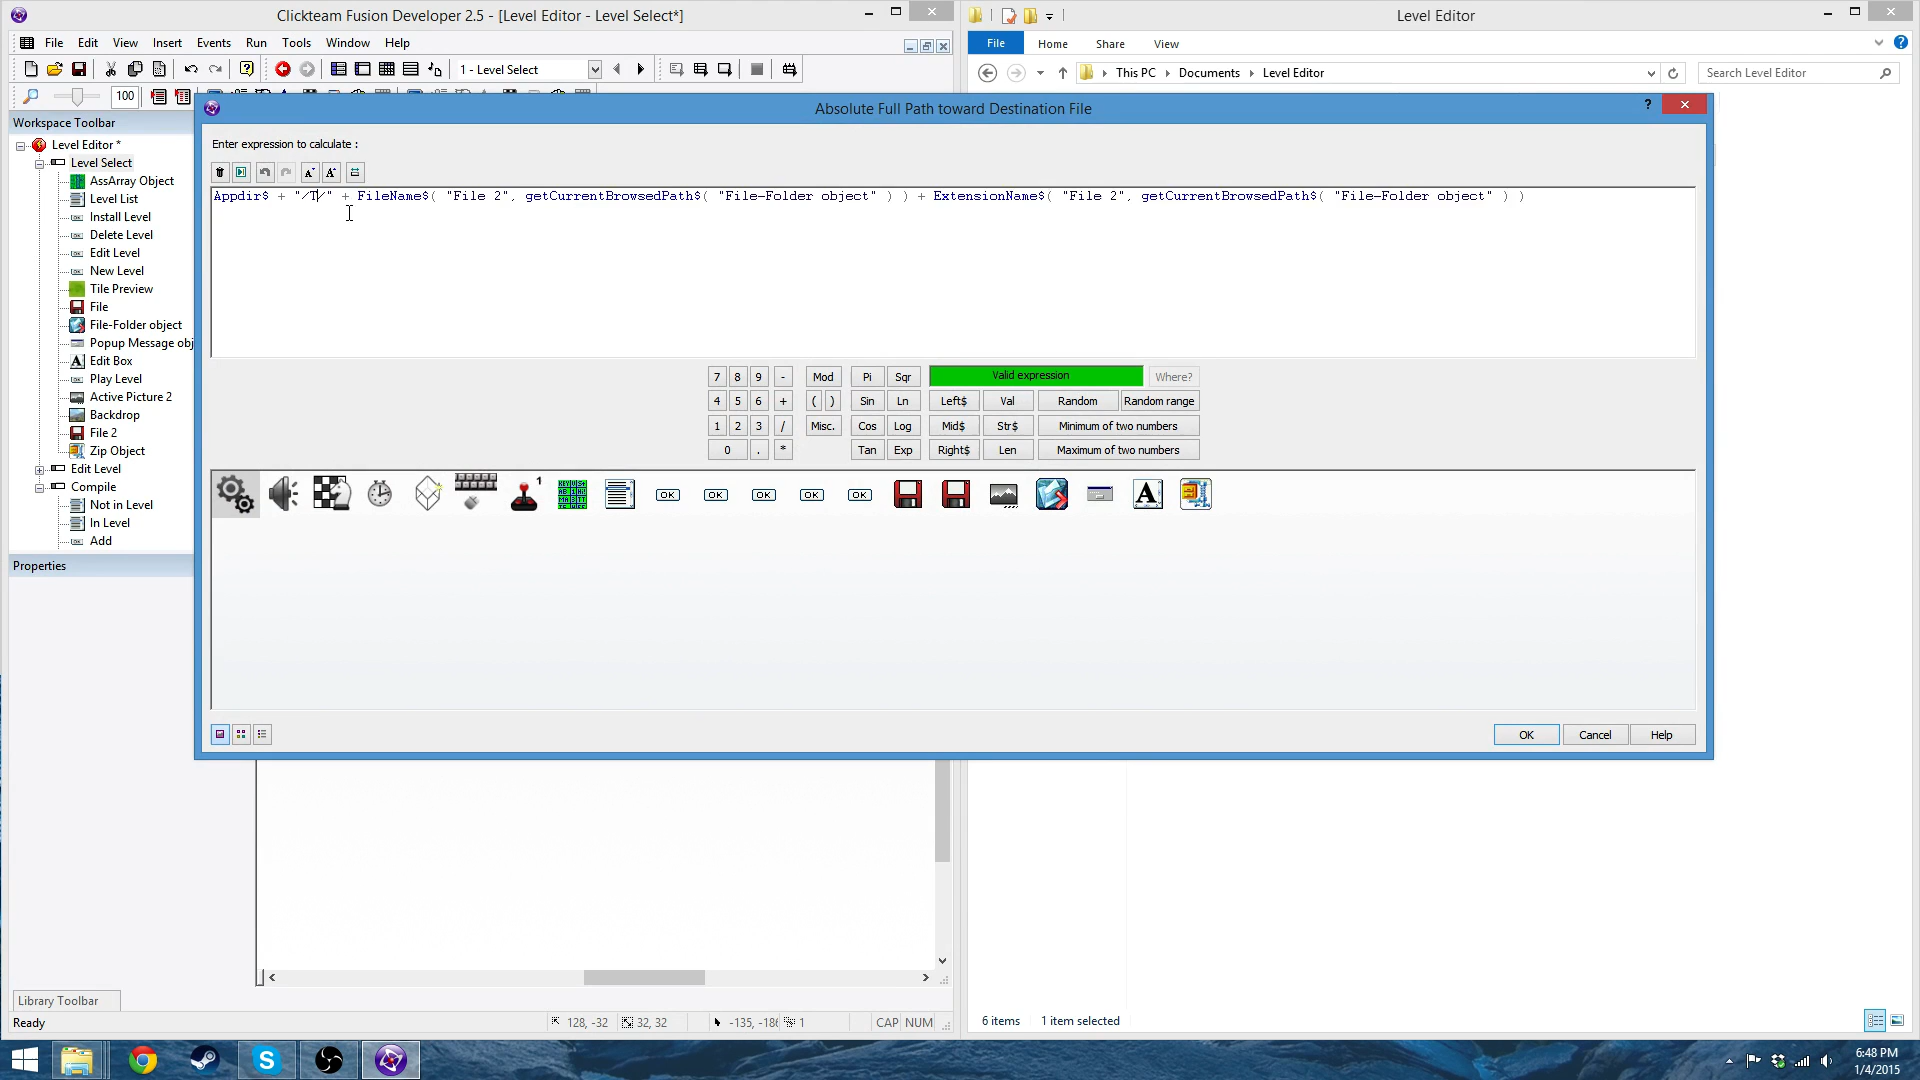 Clickteam Fusion Developer 2.5 - [Level Editor - Level Select*]
Level Editor
File Edit View Insert Events Run Tools Window Help
File Home Share View
1 - Level Select
This PC Documents Level Editor
Search Level Editor
100
Workspace Toolbar
Level Editor *
Level Select
AssArray Object
Level List
Install Level
Delete Level
Edit Level
New Level
Tile Preview
File
File-Folder object
Popup Message obj
Edit Box
Play Level
Active Picture 2
Backdrop
File 2
Zip Object
Edit Level
Compile
Not in Level
In Level
Add
Properties
Absolute Full Path toward Destination File
Enter expression to calculate :
Appdir$ + "/T/" + FileName$( "File 2", getCurrentBrowsedPath$( "File-Folder object" ) ) + ExtensionName$( "File 2", getCurrentBrowsedPath$( "File-Folder object" ) )
7 8 9 - Mod Pi Sqr Valid expression Where?
4 5 6 + ( ) Sin Ln Left$ Val Random Random range
1 2 3 / Misc. Cos Log Mid$ Str$ Minimum of two numbers
0 . * Tan Exp Right$ Len Maximum of two numbers
OK OK OK OK OK
1
A
OK Cancel Help
Library Toolbar
Ready
128, -32 32, 32 -135, -186 1 CAP NUM
6 items 1 item selected
6:48 PM
1/4/2015